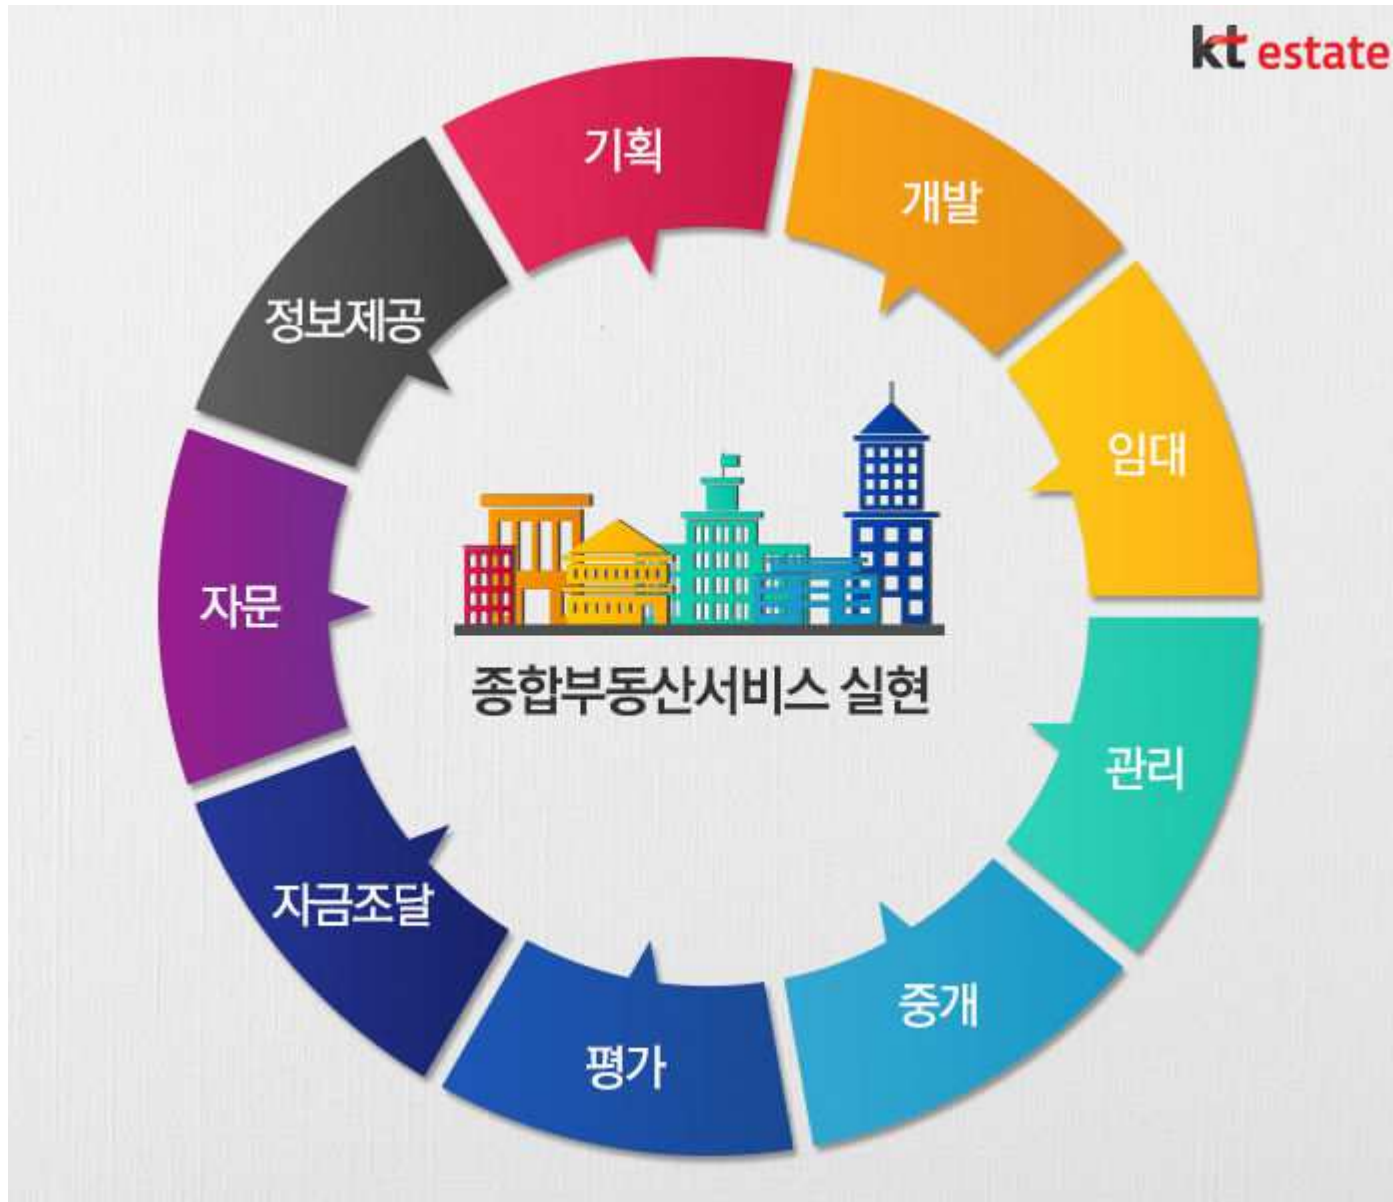 kt estate
기획
개발
임대
관리
중개
평가
자금조달
자문
정보제공
종합부동산서비스 실현